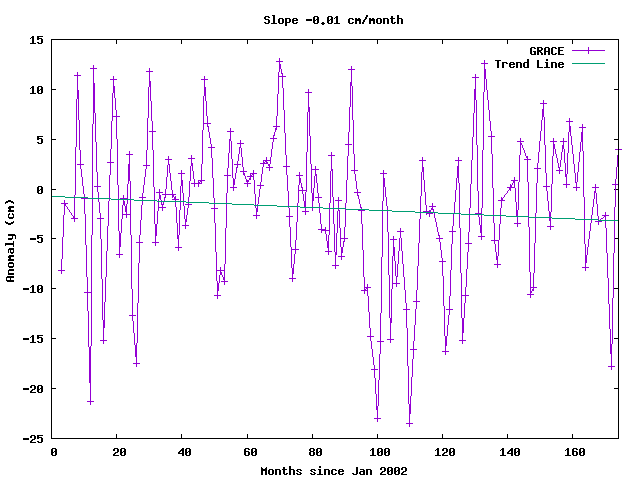 Slope -0.01 cm/month
GRACE
Trend Line
15
10
5
0
-5
-10
-15
-20
-25
Anomaly (cm)
0 20 40 60 80 100 120 140 160
Months since Jan 2002